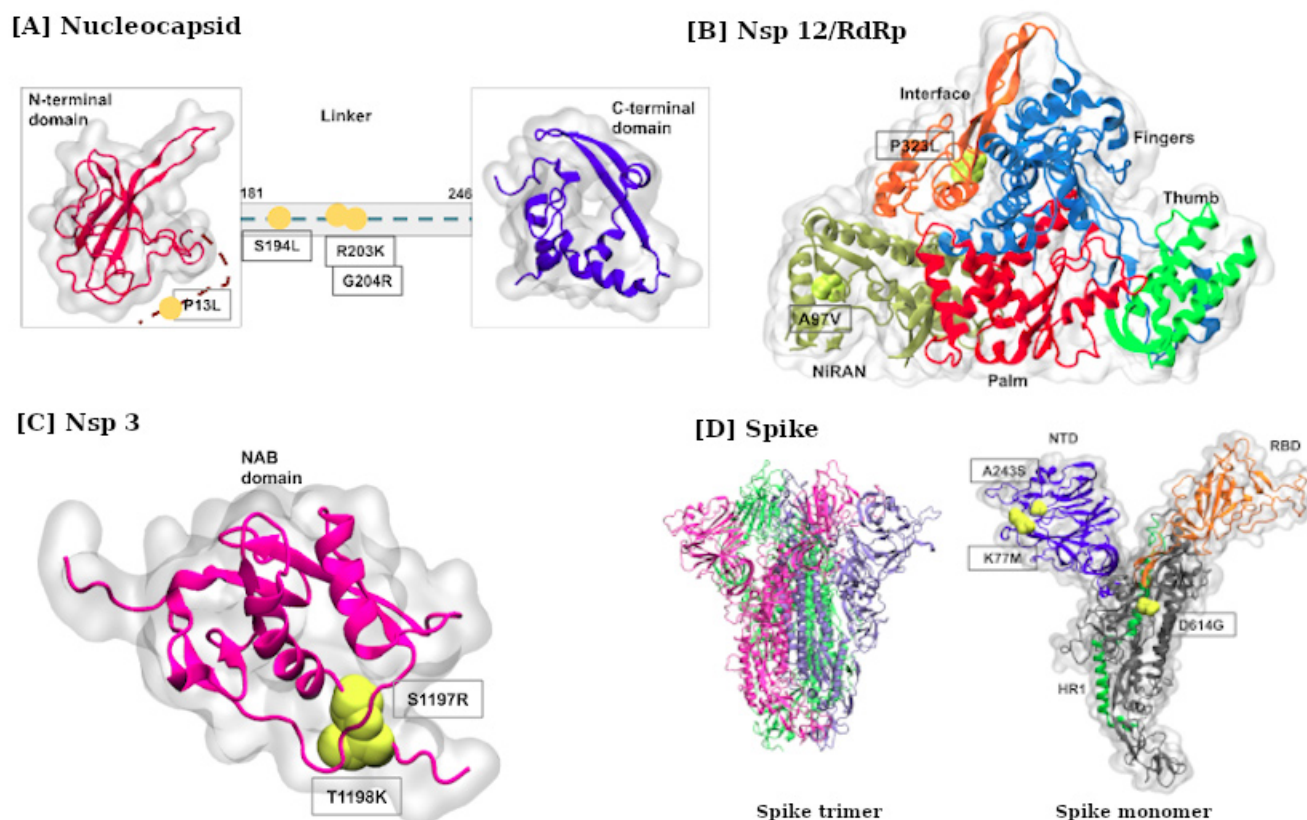 [A] Nucleocapsid
N-terminal
domain
Linker
C-terminal
domain
181
246
S194L
R203K
G204R
P13L
[B] Nsp 12/RdRp
Interface
P323L
Fingers
Thumb
A97V
NiRAN
Palm
[C] Nsp 3
NAB
domain
S1197R
T1198K
[D] Spike
NTD
RBD
A243S
K77M
D614G
HR1
Spike trimer
Spike monomer